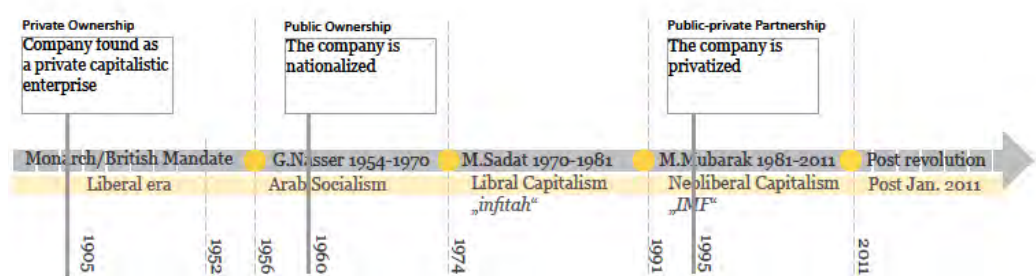 Private Ownership
Company found as
a private capitalistic
enterprise
Public Ownership
The company is
nationalized
Public-private Partnership
The company is
privatized
Monarch/British Mandate
G.Nasser 1954-1970
M.Sadat 1970-1981
M.Mubarak 1981-2011
Post revolution
Liberal era
Arab Socialism
Libral Capitalism
„infitah“
Neoliberal Capitalism
„IMF“
Post Jan. 2011
1905
1952
1956
1960
1974
1991
1995
2011